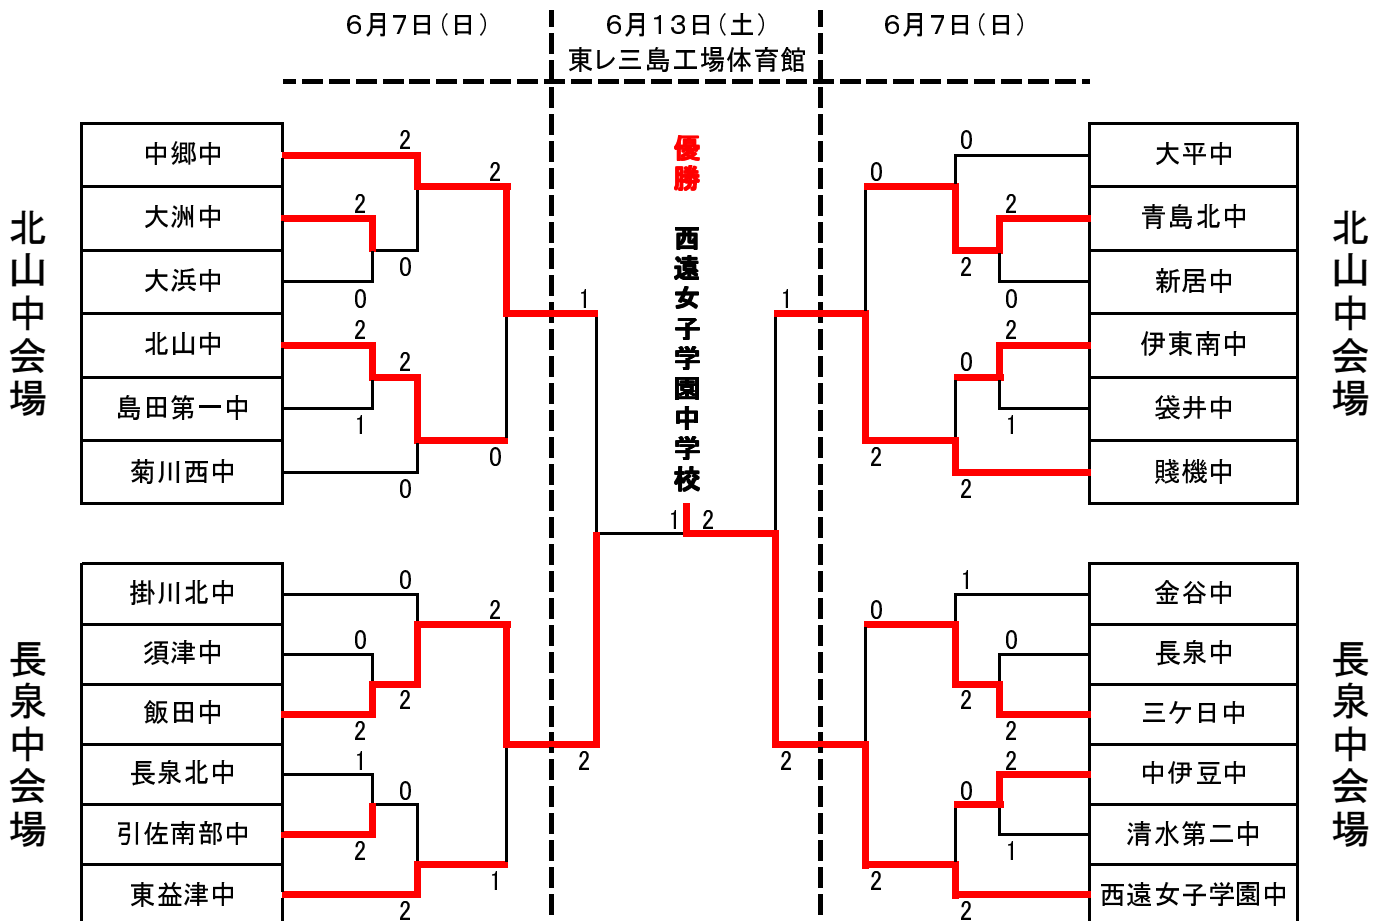 ６月７日（日）
６月１３日（土）
東レ三島工場体育館
６月７日（日）
北山中会場
中郷中
2
大洲中
2
大浜中
0
0
北山中
2
2
島田第一中
1
菊川西中
0
2
0
1
長泉中会場
掛川北中
0
須津中
0
飯田中
2
2
長泉北中
1
0
引佐南部中
2
東益津中
2
2
1
2
優勝　西遠女子学園中学校
1
2
北山中会場
大平中
0
青島北中
2
新居中
0
2
伊東南中
2
0
袋井中
1
賤機中
2
0
2
1
長泉中会場
金谷中
1
長泉中
0
三ケ日中
2
2
中伊豆中
2
0
清水第二中
1
西遠女子学園中
2
0
2
2